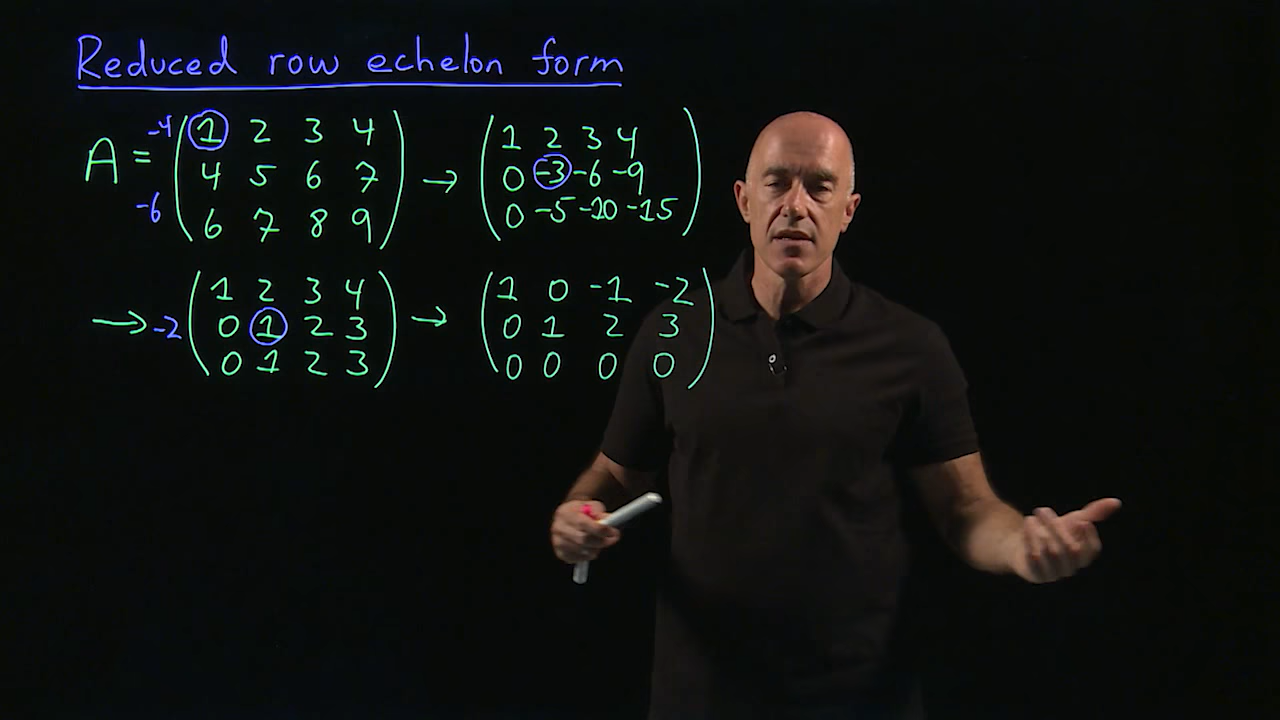 Reduced row echelon form
A = -4 -6 (1 2 3 4) → (1 2 3 4)
(4 5 6 7) (0 -3 -6 -9)
(6 7 8 9) (0 -5 -10 -15)
→ -2 (1 2 3 4) → (1 0 -1 -2)
(0 1 2 3) (0 1 2 3)
(0 1 2 3) (0 0 0 0)